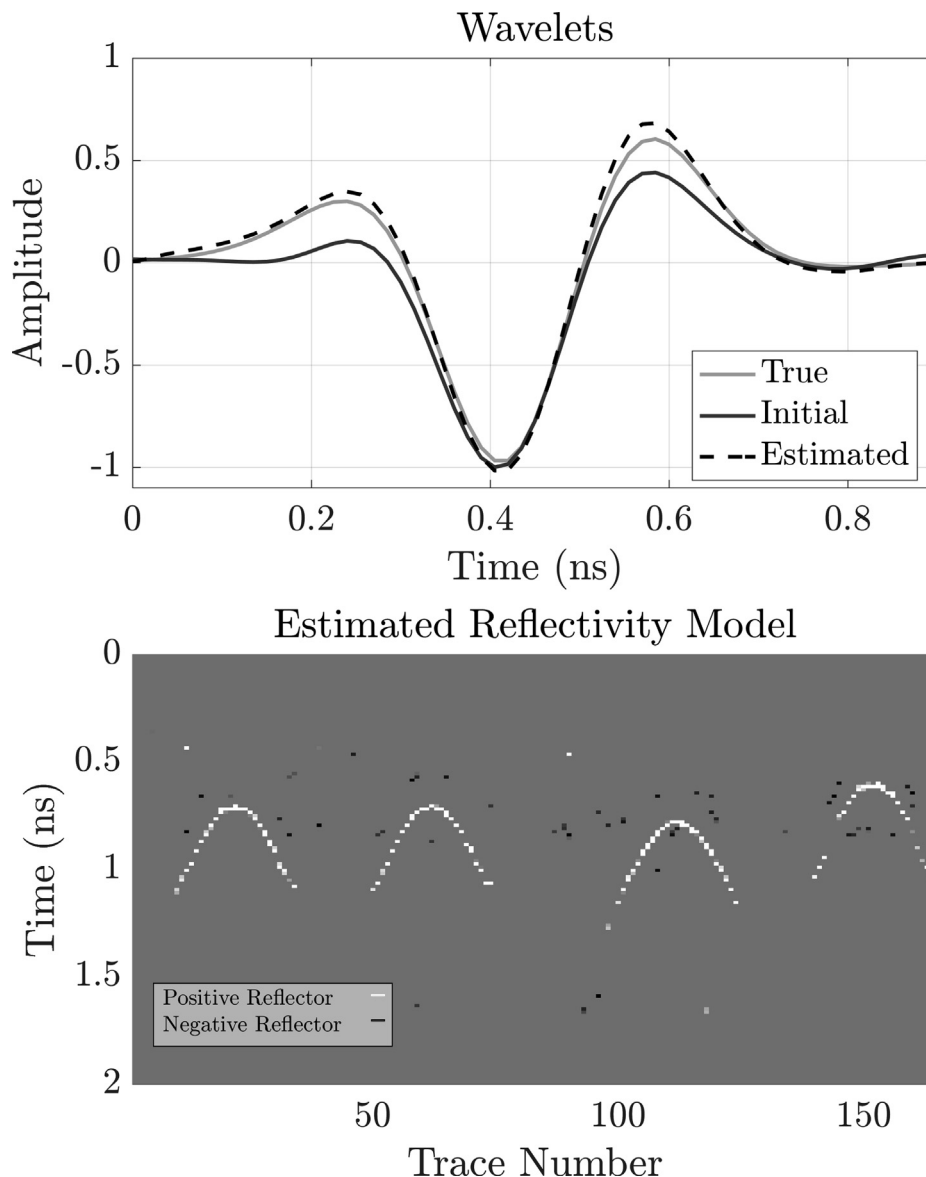 Wavelets
1
0.5
0
-0.5
-1
Amplitude
True
Initial
Estimated
0 0.2 0.4 0.6 0.8
Time (ns)
Estimated Reflectivity Model
0
0.5
1
1.5
2
Time (ns)
Positive Reflector
Negative Reflector
50 100 150
Trace Number